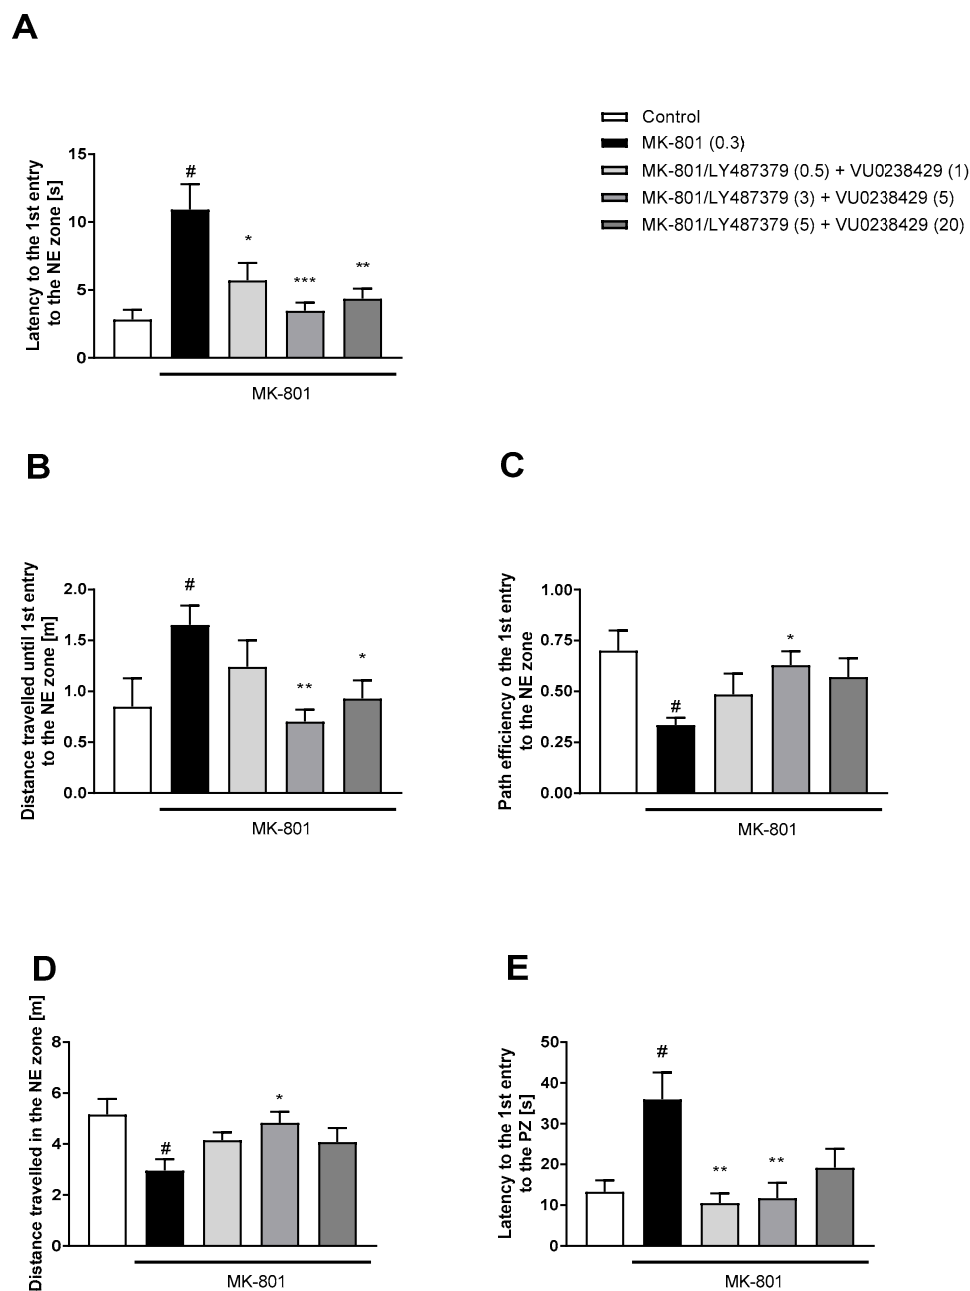 A
Control
MK-801 (0.3)
MK-801/LY487379 (0.5) + VU0238429 (1)
MK-801/LY487379 (3) + VU0238429 (5)
MK-801/LY487379 (5) + VU0238429 (20)
Latency to the 1st entry
to the NE zone [s]
15
10
5
0
#
*
***
**
MK-801
B
Distance travelled until 1st entry
to the NE zone [m]
2.0
1.5
1.0
0.5
0.0
#
**
*
MK-801
C
Path efficiency o the 1st entry
to the NE zone
1.00
0.75
0.50
0.25
0.00
#
*
MK-801
D
Distance travelled in the NE zone [m]
8
6
4
2
0
#
*
MK-801
E
Latency to the 1st entry
to the PZ [s]
50
40
30
20
10
0
#
**
**
MK-801